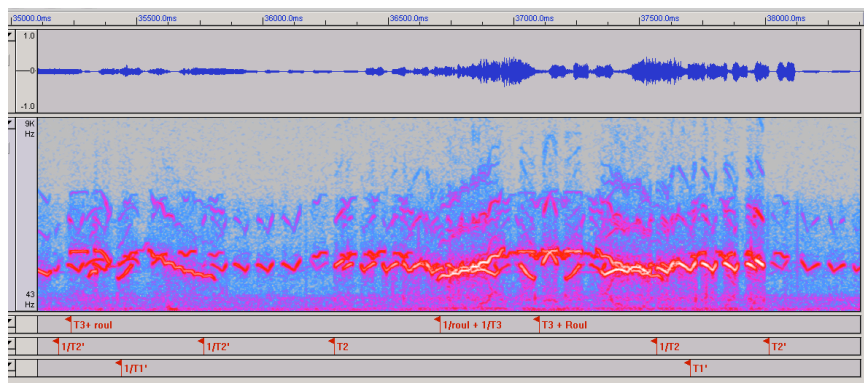 35000.0ms 35500.0ms 36000.0ms 36500.0ms 37000.0ms 37500.0ms 38000.0ms
1.0
0
-1.0
9K
Hz
43
Hz
T3+ roul 1/roul + 1/T3 T3 + Roul
1/T2' 1/T2' T2 1/T2 T2'
1/T1' T1'